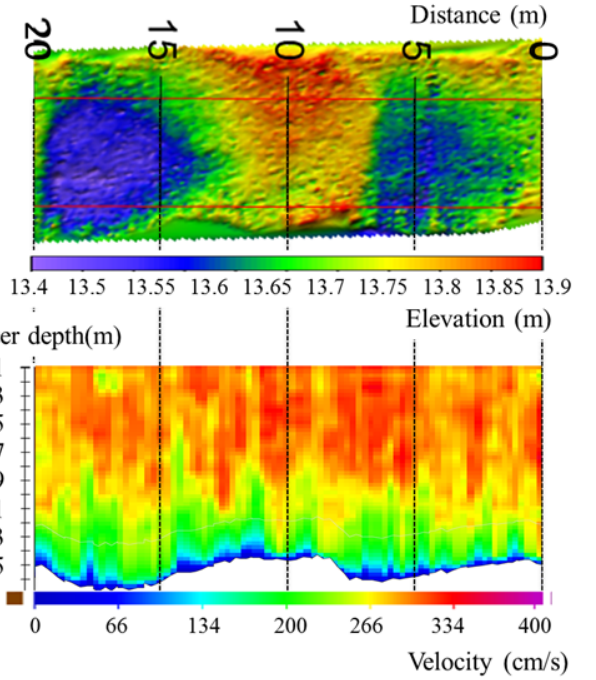 Distance (m)
20 15 10 5 0
13.4 13.5 13.55 13.6 13.65 13.7 13.75 13.8 13.85 13.9
Elevation (m)
er depth(m)
0 66 134 200 266 334 400
Velocity (cm/s)